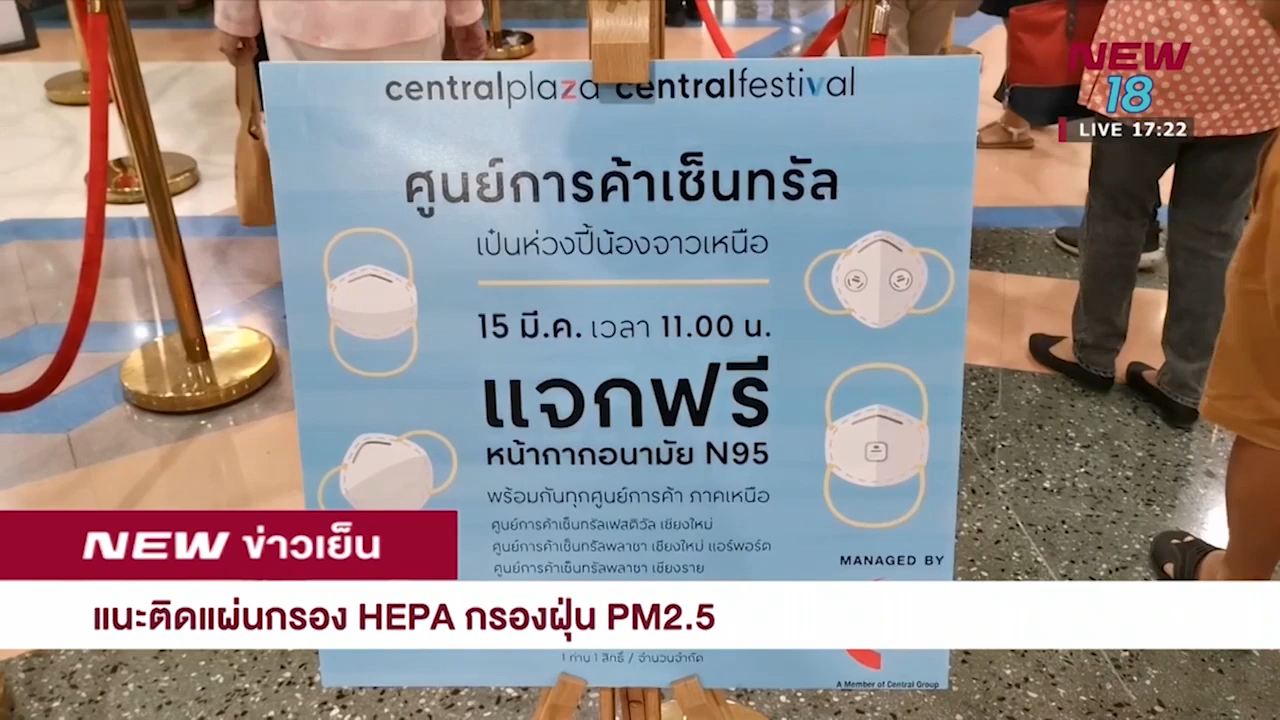 centralplaza centralfestival
NEW
18
LIVE 17:22
ศูนย์การค้าเซ็นทรัล
เป็นห่วงปี้น้องจาวเหนือ
15 มี.ค. เวลา 11.00 น.
แจกฟรี
หน้ากากอนามัย N95
พร้อมกันทุกศูนย์การค้า ภาคเหนือ
ศูนย์การค้าเซ็นทรัลเฟสติวัล เชียงใหม่
ศูนย์การค้าเซ็นทรัลพลาซา เชียงใหม่ แอร์พอร์ต
ศูนย์การค้าเซ็นทรัลพลาซา เชียงราย
MANAGED BY
NEW ข่าวเย็น
แนะติดแผ่นกรอง HEPA กรองฝุ่น PM2.5
1 ท่าน 1 สิทธิ์ / จำนวนจำกัด
A Member of Central Group